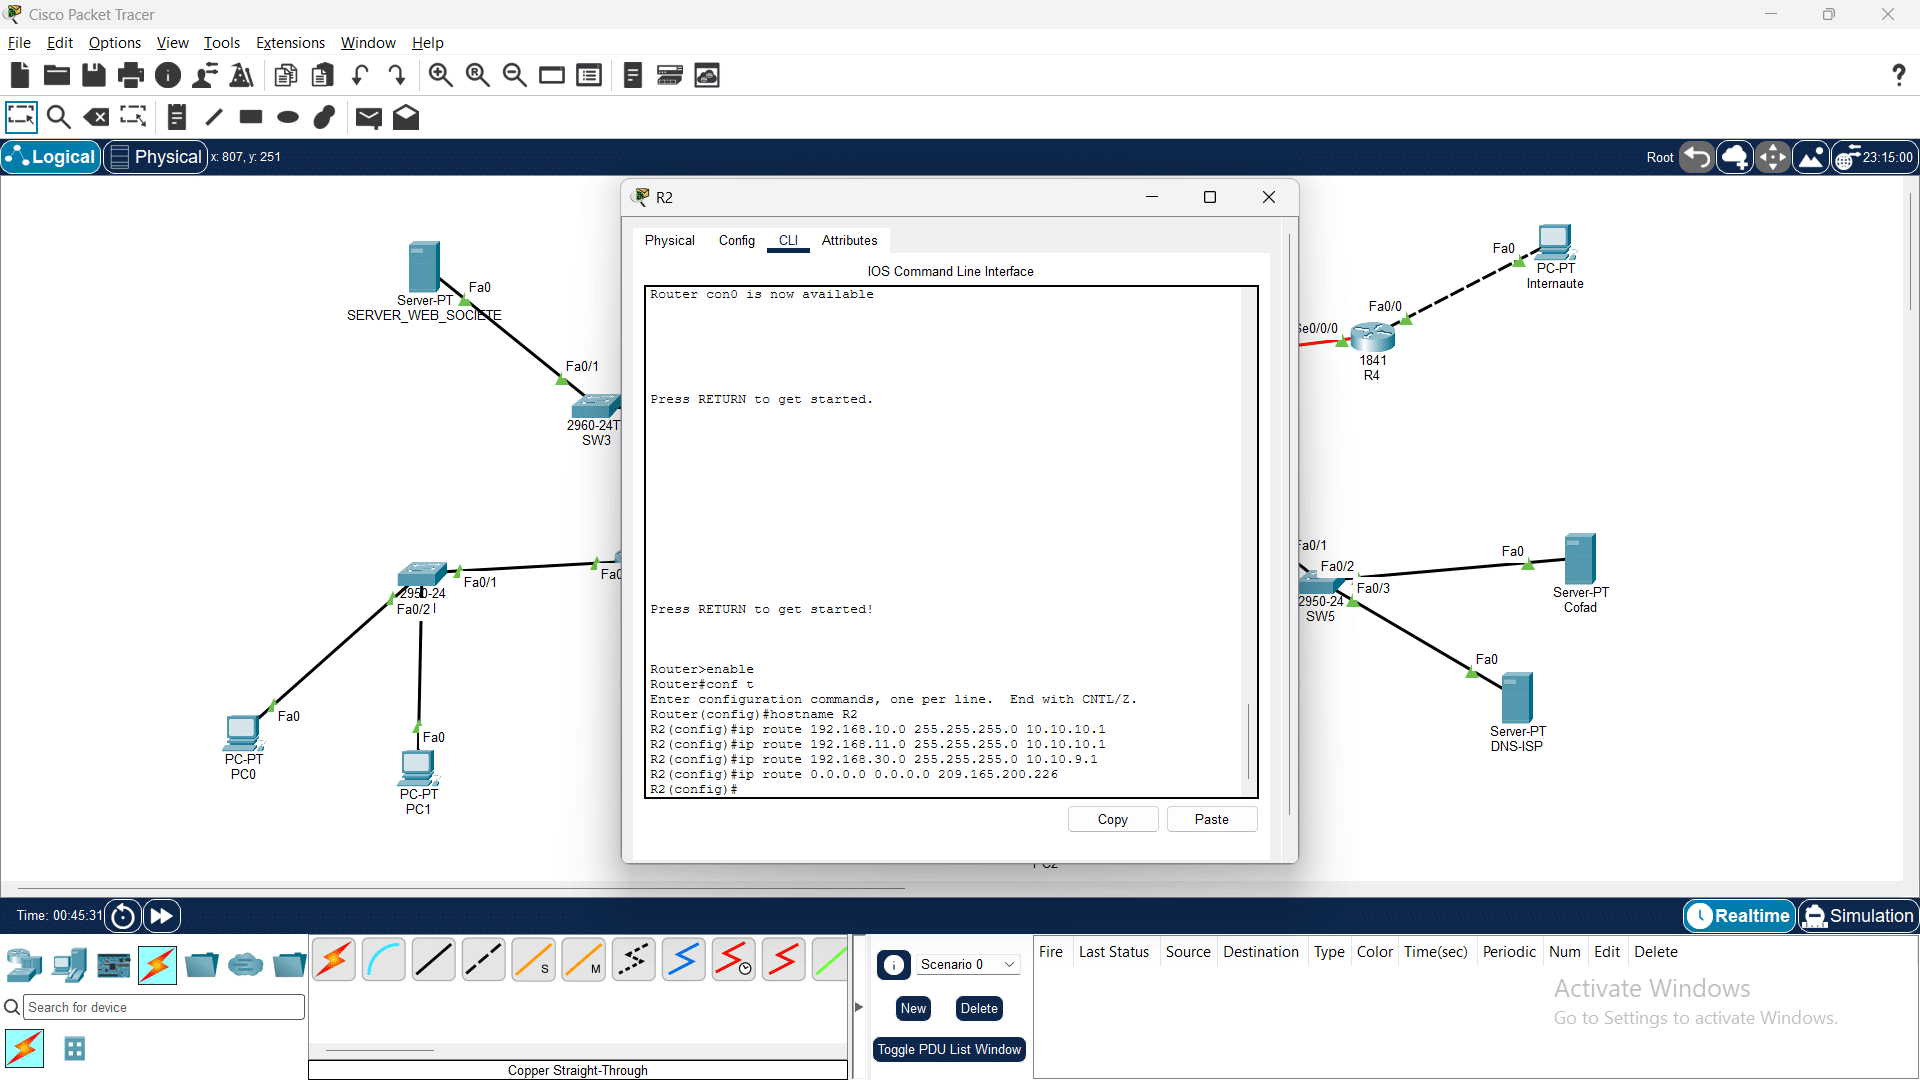 Cisco Packet Tracer
File Edit Options View Tools Extensions Window Help
Logical Physical x: 807, y: 251 Root 23:15:00
R2
Physical Config CLI Attributes
IOS Command Line Interface
Router con0 is now available
Press RETURN to get started.
Press RETURN to get started!
Router>enable
Router#conf t
Enter configuration commands, one per line. End with CNTL/Z.
Router(config)#hostname R2
R2(config)#ip route 192.168.10.0 255.255.255.0 10.10.10.1
R2(config)#ip route 192.168.11.0 255.255.255.0 10.10.10.1
R2(config)#ip route 192.168.30.0 255.255.255.0 10.10.9.1
R2(config)#ip route 0.0.0.0 0.0.0.0 209.165.200.226
R2(config)#
Copy Paste
Fa0
Server-PT
SERVER_WEB_SOCIETE
Fa0/1
2960-24T
SW3
Fa0/1
2950-24
Fa0/2
Fa0
PC-PT
PC0
Fa0
PC-PT
PC1
Fa0
PC-PT
Internaute
Fa0/0
Se0/0/0
1841
R4
Fa0/1
Fa0/2
Fa0/3
2950-24
SW5
Fa0
Server-PT
Cofad
Fa0
Server-PT
DNS-ISP
PC2
Time: 00:45:31 Realtime Simulation
Search for device
S
M
Copper Straight-Through
Scenario 0
New Delete
Toggle PDU List Window
Fire Last Status Source Destination Type Color Time(sec) Periodic Num Edit Delete
Activate Windows
Go to Settings to activate Windows.